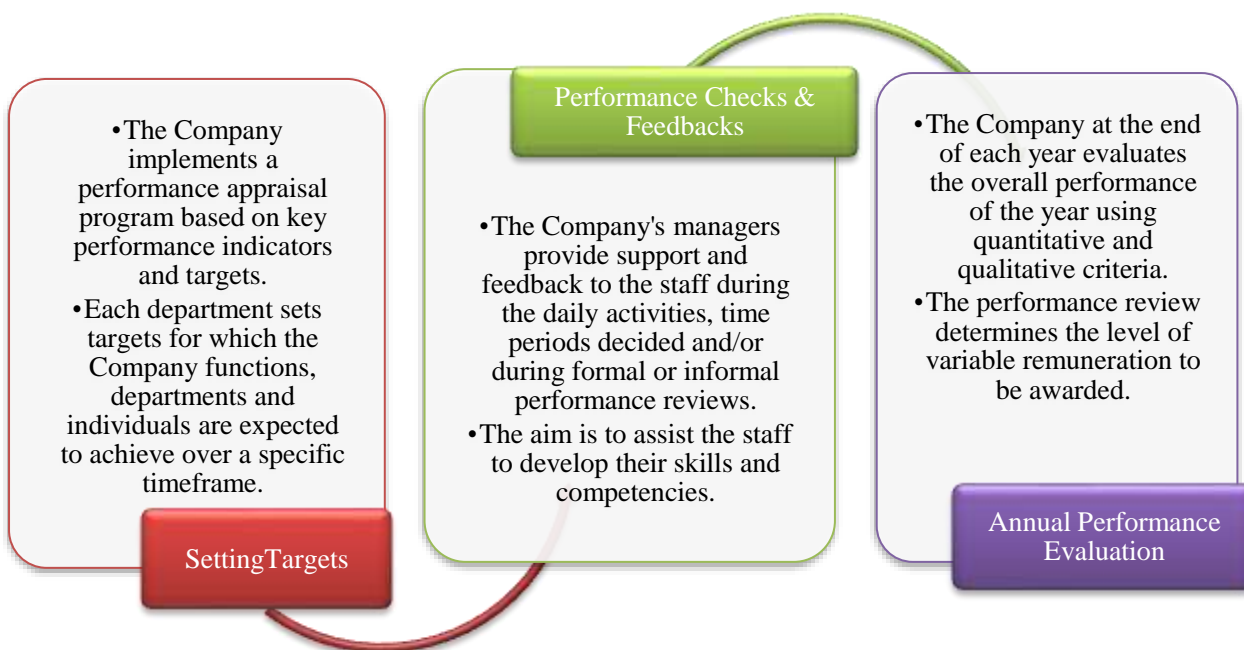 •The Company
implements a
performance appraisal
program based on key
performance indicators
and targets.
•Each department sets
targets for which the
Company functions,
departments and
individuals are expected
to achieve over a specific
timeframe.
SettingTargets
Performance Checks &
Feedbacks
•The Company's managers
provide support and
feedback to the staff during
the daily activities, time
periods decided and/or
during formal or informal
performance reviews.
•The aim is to assist the staff
to develop their skills and
competencies.
•The Company at the end
of each year evaluates
the overall performance
of the year using
quantitative and
qualitative criteria.
•The performance review
determines the level of
variable remuneration to
be awarded.
Annual Performance
Evaluation